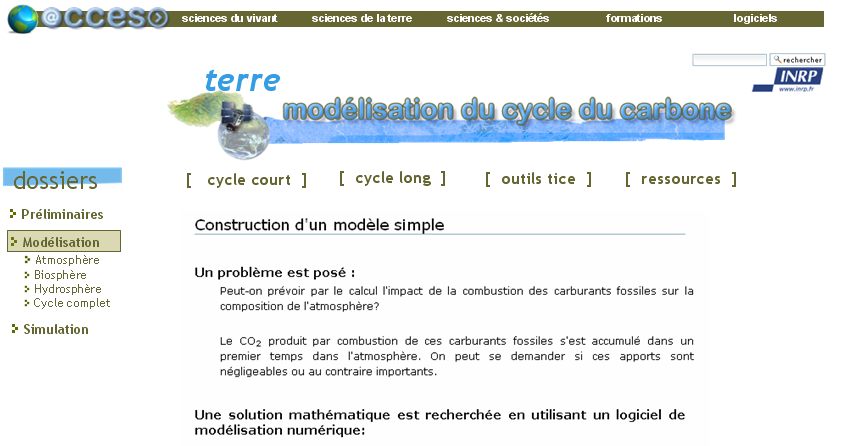 @cceso
sciences du vivant sciences de la terre sciences & sociétés formations logiciels
rechercher
INRP
www.inrp.fr
terre
modélisation du cycle du carbone
dossiers
[ cycle court ] [ cycle long ] [ outils tice ] [ ressources ]
Préliminaires
Modélisation
Atmosphère
Biosphère
Hydrosphère
Cycle complet
Simulation
Construction d'un modèle simple
Un problème est posé :
Peut-on prévoir par le calcul l'impact de la combustion des carburants fossiles sur la
composition de l'atmosphère?
Le CO₂ produit par combustion de ces carburants fossiles s'est accumulé dans un
premier temps dans l'atmosphère. On peut se demander si ces apports sont
négligeables ou au contraire importants.
Une solution mathématique est recherchée en utilisant un logiciel de
modélisation numérique: